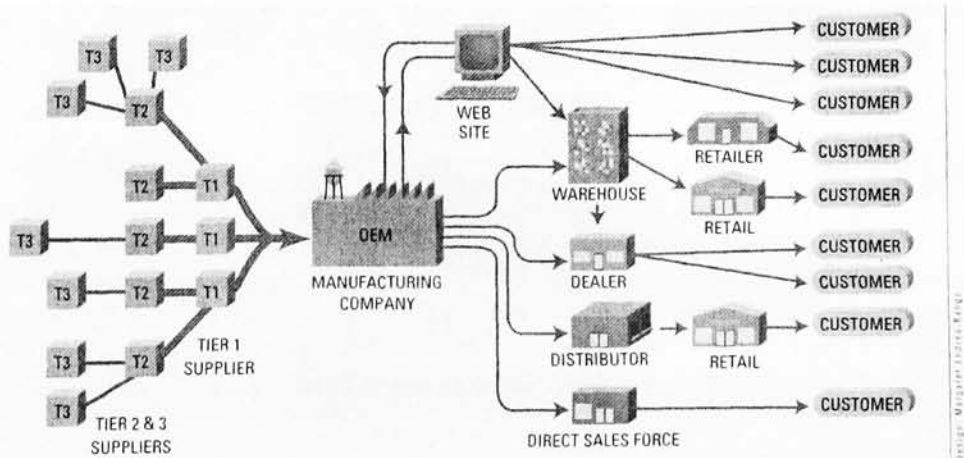 T3
T3
T3
T2
T2
T1
T3
T2
T1
T3
T2
T1
T3
T2
T3
TIER 1
SUPPLIER
TIER 2 & 3
SUPPLIERS
OEM
MANUFACTURING
COMPANY
WEB
SITE
WAREHOUSE
RETAILER
RETAIL
DEALER
DISTRIBUTOR
RETAIL
DIRECT SALES FORCE
CUSTOMER
CUSTOMER
CUSTOMER
CUSTOMER
CUSTOMER
CUSTOMER
CUSTOMER
CUSTOMER
CUSTOMER